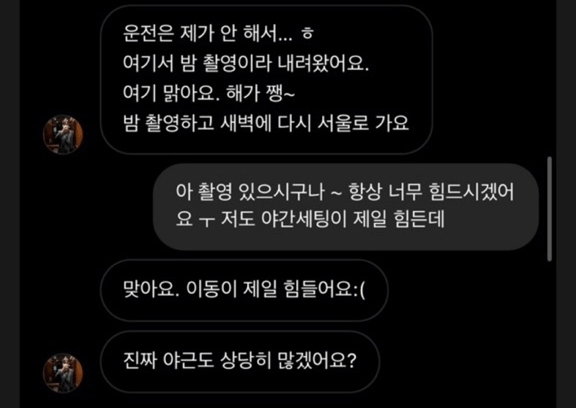 운전은 제가 안 해서... ㅎ
여기서 밤 촬영이라 내려왔어요.
여기 맑아요. 해가 쨍~
밤 촬영하고 새벽에 다시 서울로 가요
아 촬영 있으시구나 ~ 항상 너무 힘드시겠어
요 ㅜ 저도 야간세팅이 제일 힘든데
맞아요. 이동이 제일 힘들어요:(
진짜 야근도 상당히 많겠어요?